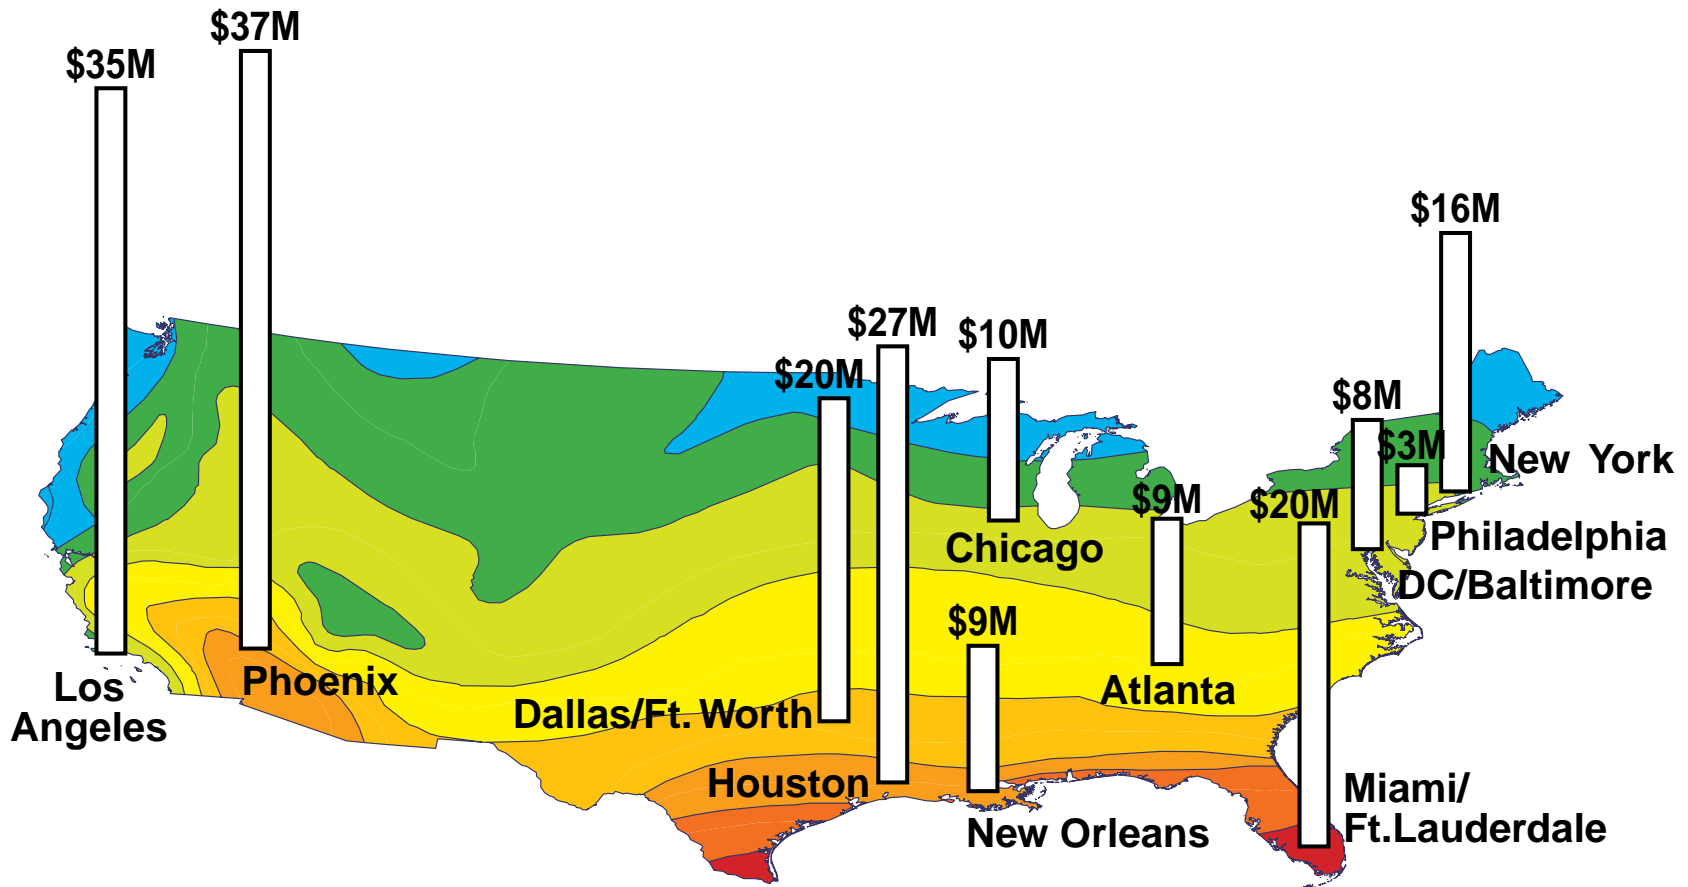 $37M
$35M
$16M
$27M
$10M
$20M
$8M
$3M
New York
$9M
$20M
Philadelphia
Chicago
DC/Baltimore
$9M
Phoenix
Los
Angeles
Atlanta
Dallas/Ft. Worth
Houston
Miami/
Ft.Lauderdale
New Orleans